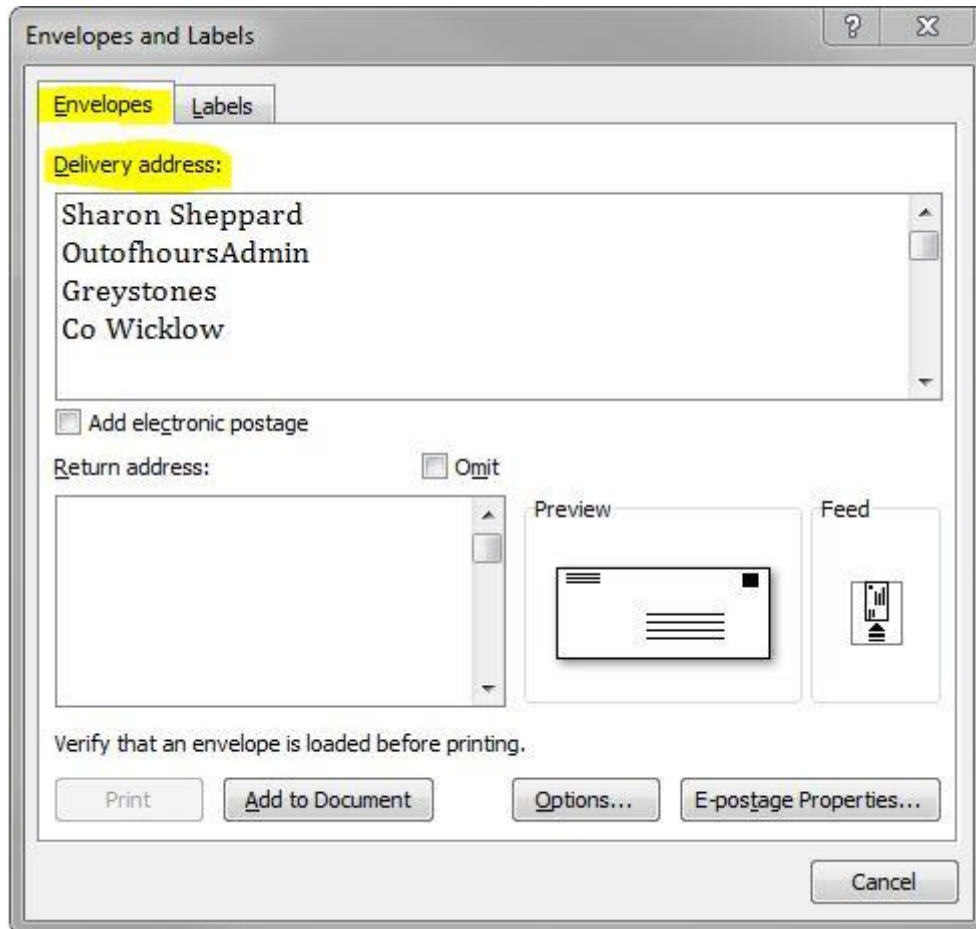 Envelopes and Labels
Envelopes Labels
Delivery address:
Sharon Sheppard
OutofhoursAdmin
Greystones
Co Wicklow
Add electronic postage
Return address: Omit
Preview Feed
Verify that an envelope is loaded before printing.
Print Add to Document Options... E-postage Properties...
Cancel